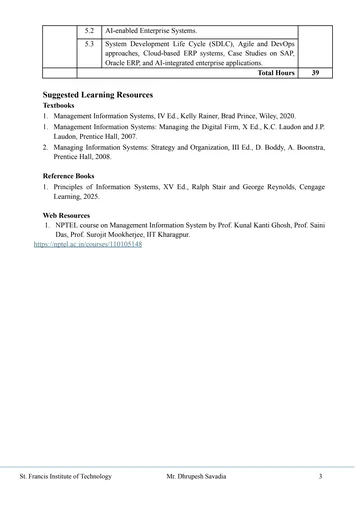 5.2 AI-enabled Enterprise Systems.
5.3 System Development Life Cycle (SDLC), Agile and DevOps
approaches, Cloud-based ERP systems, Case Studies on SAP,
Oracle ERP, and AI-integrated enterprise applications.
Total Hours 39
Suggested Learning Resources
Textbooks
1. Management Information Systems, IV Ed., Kelly Rainer, Brad Prince, Wiley, 2020.
1. Management Information Systems: Managing the Digital Firm, X Ed., K.C. Laudon and J.P.
Laudon, Prentice Hall, 2007.
2. Managing Information Systems: Strategy and Organization, III Ed., D. Boddy, A. Boonstra,
Prentice Hall, 2008.
Reference Books
1. Principles of Information Systems, XV Ed., Ralph Stair and George Reynolds, Cengage
Learning, 2025.
Web Resources
1. NPTEL course on Management Information System by Prof. Kunal Kanti Ghosh, Prof. Saini
Das, Prof. Surojit Mookherjee, IIT Kharagpur.
https://nptel.ac.in/courses/110105148
St. Francis Institute of Technology Mr. Dhrupesh Savadia 3